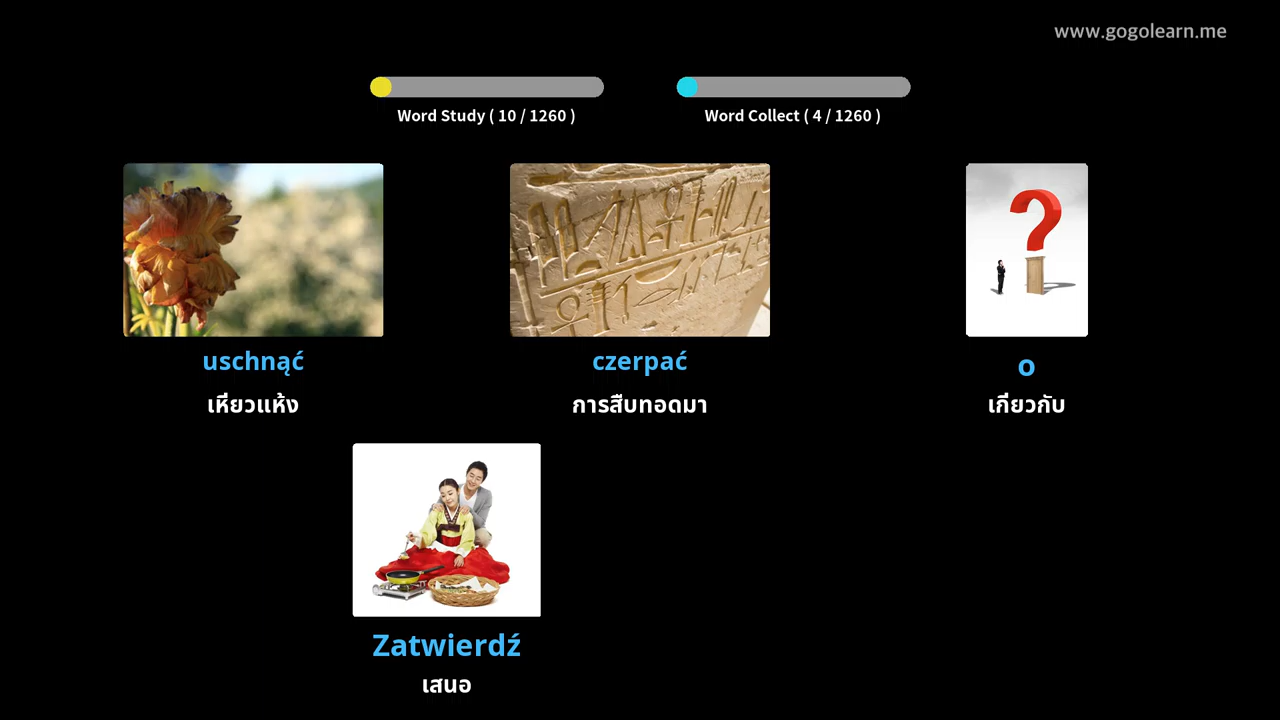 www.gogolearn.me
Word Study ( 10 / 1260 )
Word Collect ( 4 / 1260 )
uschnąć
czerpać
o
เหี่ยวแห้ง
การสืบทอดมา
เกี่ยวกับ
Zatwierdź
เสนอ